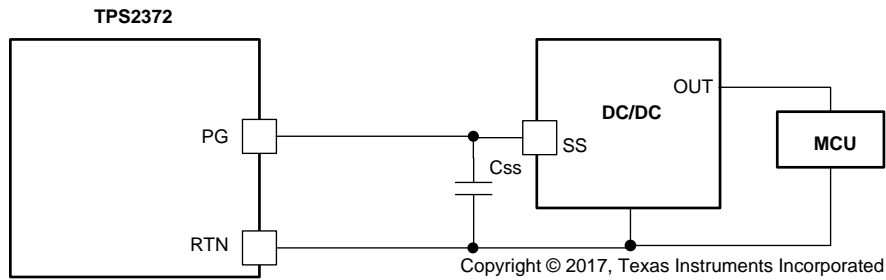 TPS2372
OUT
DC/DC
PG
MCU
SS
Css
RTN
Copyright © 2017, Texas Instruments Incorporated